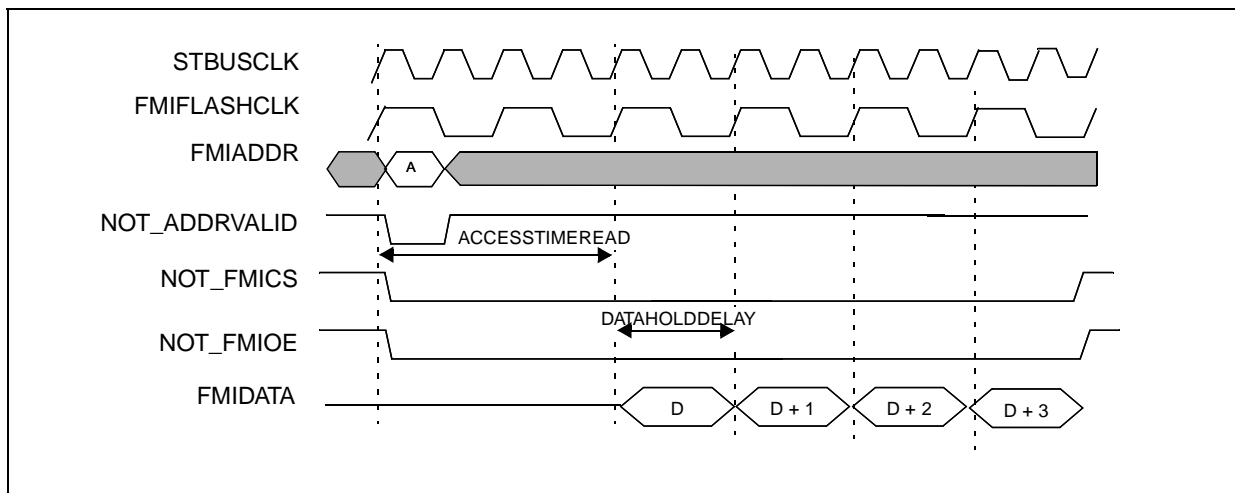 STBUSCLK
FMIFLASHCLK
FMIADDR
A
NOT_ADDRVALID
ACCESSTIMEREAD
NOT_FMICS
DATAHOLDDELAY
NOT_FMIOE
FMIDATA
D
D + 1
D + 2
D + 3